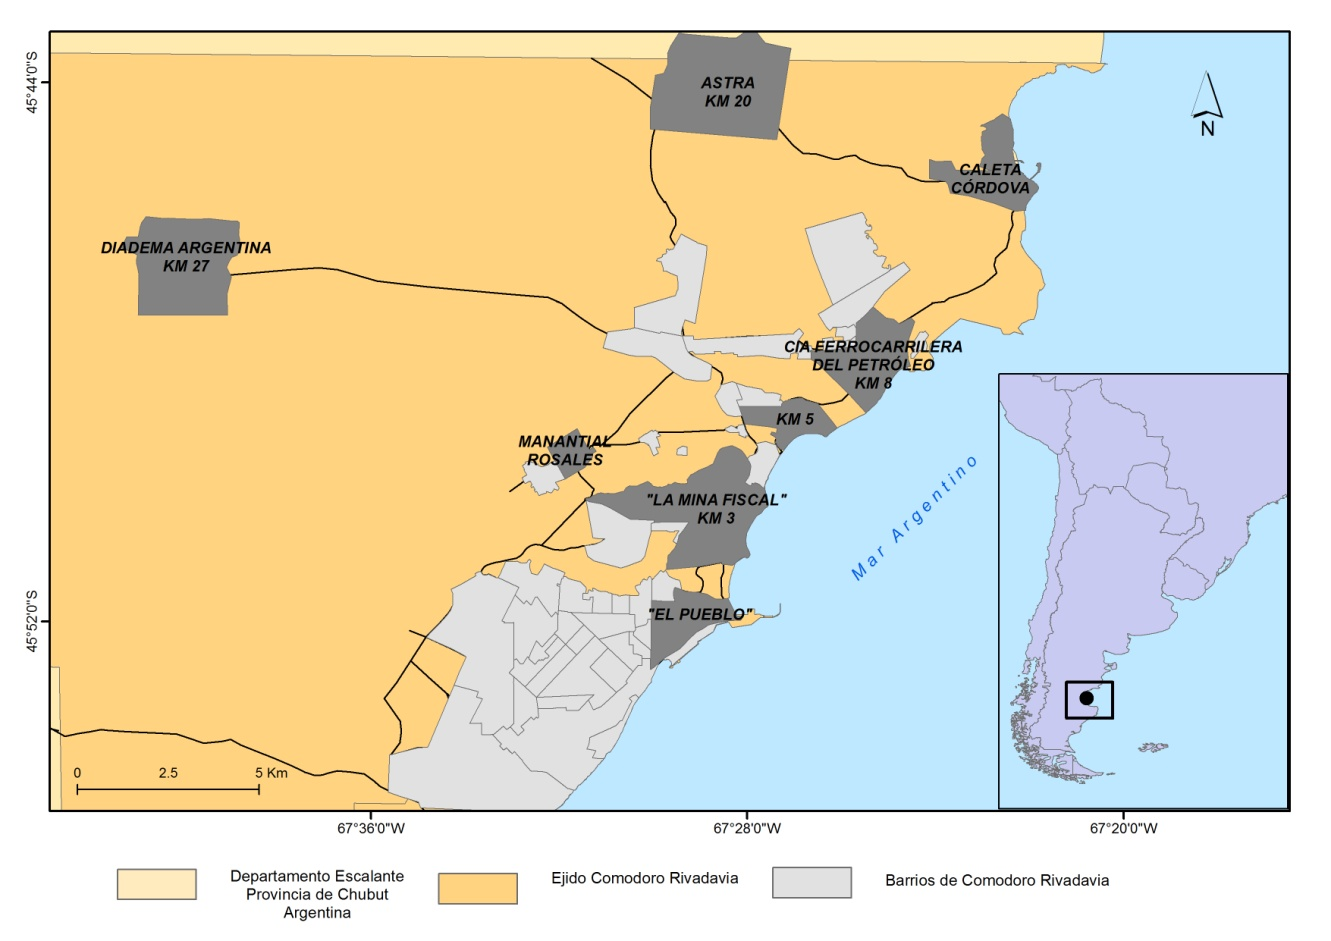 45°44'0"S
ASTRA
KM 20
N
CALETA
CÓRDOVA
DIADEMA ARGENTINA
KM 27
CIA FERROCARRILERA
DEL PETRÓLEO
KM 8
KM 5
MANANTIAL
ROSALES
"LA MINA FISCAL"
KM 3
Mar Argentino
"EL PUEBLO"
45°52'0"S
0 2.5 5 Km
67°36'0"W 67°28'0"W 67°20'0"W
Departamento Escalante
Provincia de Chubut
Argentina
Ejido Comodoro Rivadavia
Barrios de Comodoro Rivadavia